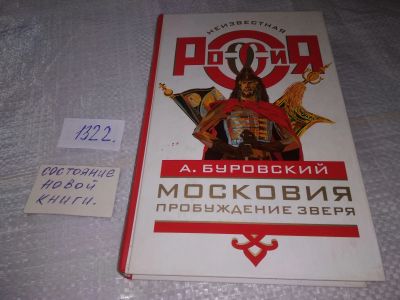 НЕИЗВЕСТНАЯ
РОССИЯ
А. БУРОВСКИЙ
МОСКОВИЯ
ПРОБУЖДЕНИЕ ЗВЕРЯ
1322.
СОСТОЯНИЕ
НОВОЙ
КНИГИ.